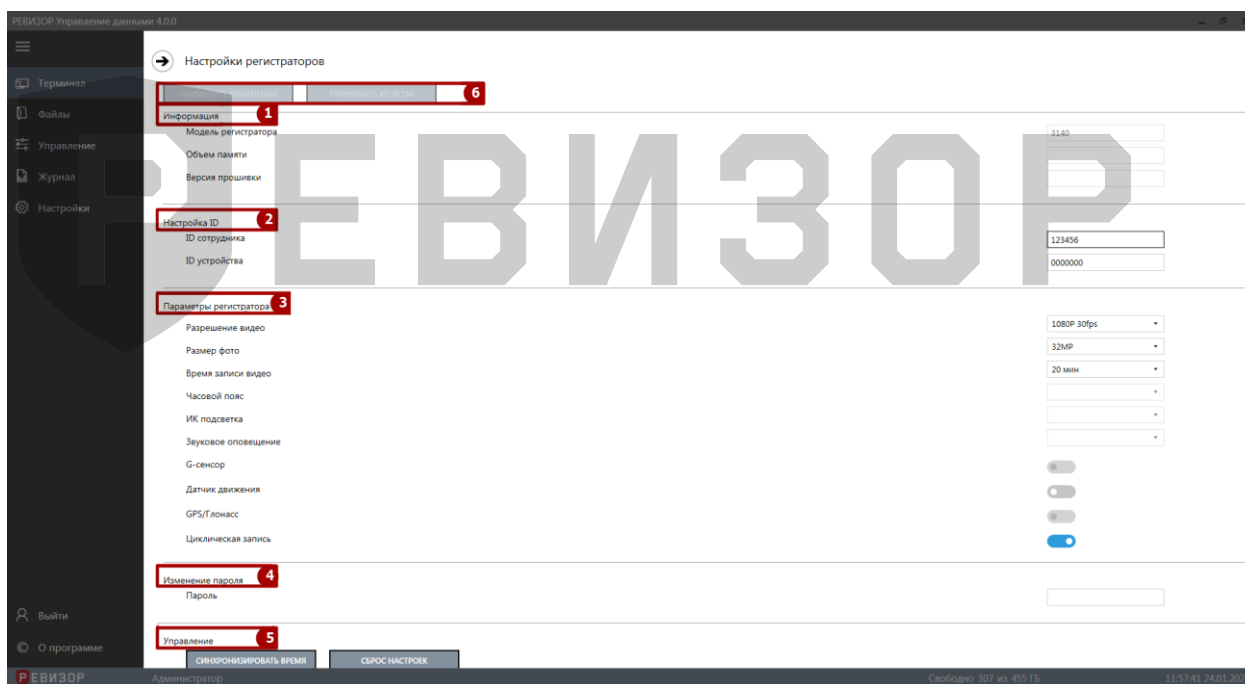 РЕВИЗОР Управление данными 4.0.0
Терминал
Файлы
Управление
Журнал
Настройки
Выйти
О программе
Настройки регистраторов
ПРИМЕНИТЬ ИЗМЕНЕНИЯ ПРИМЕНИТЬ КО ВСЕМ 6
Информация 1
Модель регистратора 3140
Объем памяти
Версия прошивки
РЕВИЗОР
Настройка ID 2
ID сотрудника 123456
ID устройства 0000000
Параметры регистратора 3
Разрешение видео 1080P 30fps
Размер фото 32MP
Время записи видео 20 мин
Часовой пояс
ИК подсветка
Звуковое оповещение
G-сенсор
Датчик движения
GPS/Глонасс
Циклическая запись
Изменение пароля 4
Пароль
Управление 5
СИНХРОНИЗИРОВАТЬ ВРЕМЯ СБРОС НАСТРОЕК
РЕВИЗОР Администратор Свободно 307 из 455 ГБ 11:57:41 24.01.202